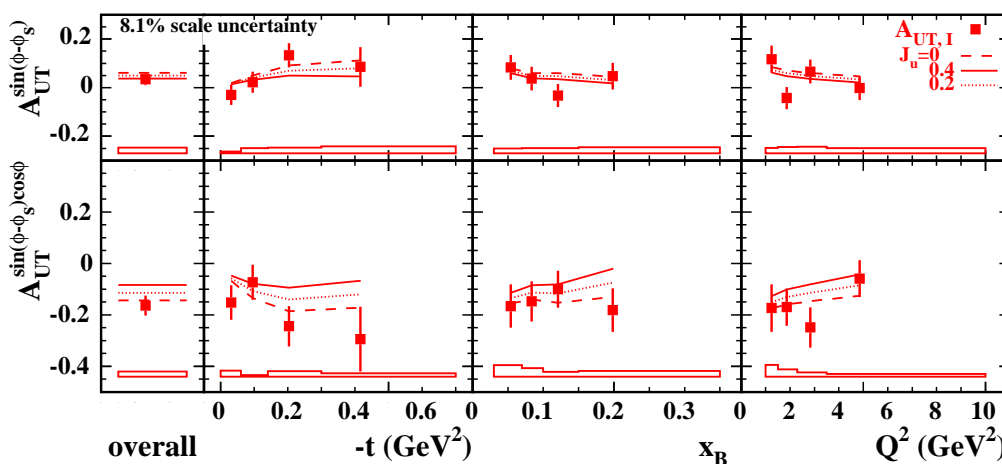 8.1% scale uncertainty
A_UT^sin(ϕ-ϕ_s)
0.2
0
-0.2
A_UT, I
J_u=0
0.4
0.2
A_UT^sin(ϕ-ϕ_s)cosϕ
0.2
0
-0.2
-0.4
0 0.2 0.4 0.6 0 0.1 0.2 0.3 0 2 4 6 8 10
overall -t (GeV²) x_B Q² (GeV²)